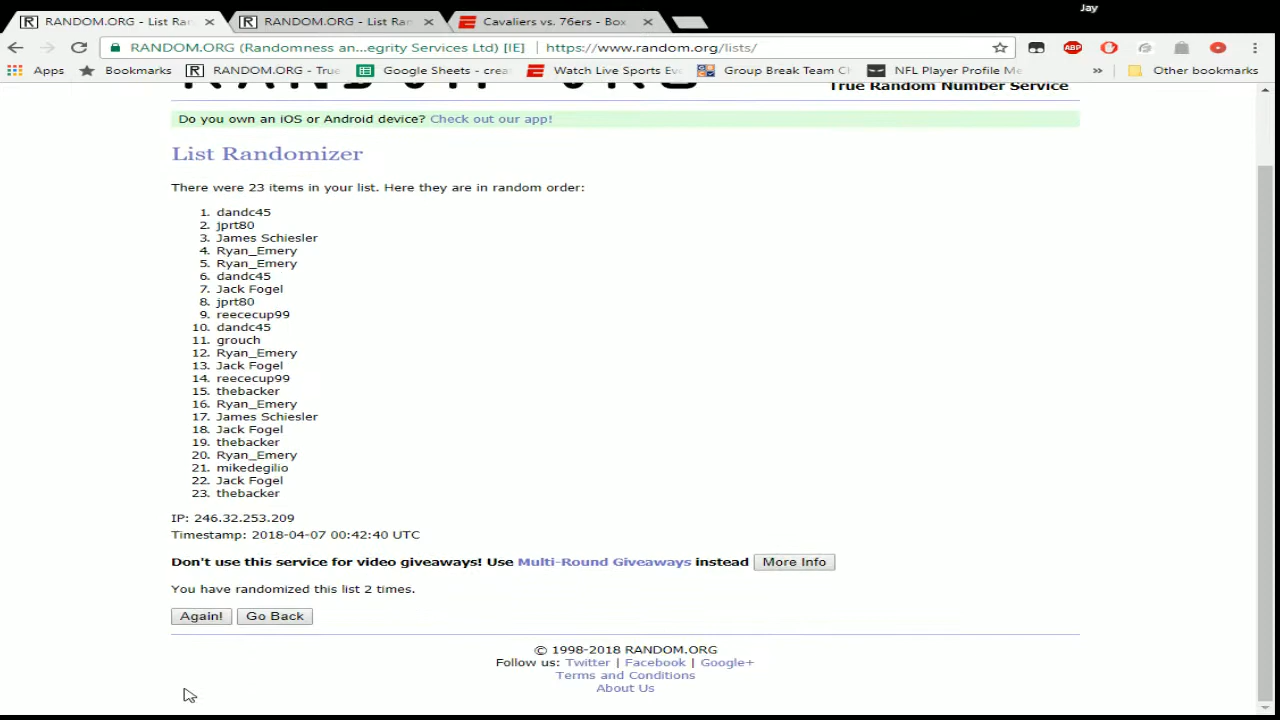 Jay
RANDOM.ORG - List Ran
RANDOM.ORG - List Ran
Cavaliers vs. 76ers - Box
RANDOM.ORG (Randomness an...egrity Services Ltd) [IE]
https://www.random.org/lists/
ABP
Apps
Bookmarks
RANDOM.ORG - True
Google Sheets - crea
Watch Live Sports Ev
Group Break Team Ch
NFL Player Profile Me
»
Other bookmarks
RANDOM ORG
True Random Number Service
Do you own an iOS or Android device? Check out our app!
List Randomizer
There were 23 items in your list. Here they are in random order:
1. dandc45
2. jprt80
3. James Schiesler
4. Ryan_Emery
5. Ryan_Emery
6. dandc45
7. Jack Fogel
8. jprt80
9. reececup99
10. dandc45
11. grouch
12. Ryan_Emery
13. Jack Fogel
14. reececup99
15. thebacker
16. Ryan_Emery
17. James Schiesler
18. Jack Fogel
19. thebacker
20. Ryan_Emery
21. mikedegilio
22. Jack Fogel
23. thebacker
IP: 246.32.253.209
Timestamp: 2018-04-07 00:42:40 UTC
Don't use this service for video giveaways! Use Multi-Round Giveaways instead More Info
You have randomized this list 2 times.
Again! Go Back
© 1998-2018 RANDOM.ORG
Follow us: Twitter | Facebook | Google+
Terms and Conditions
About Us